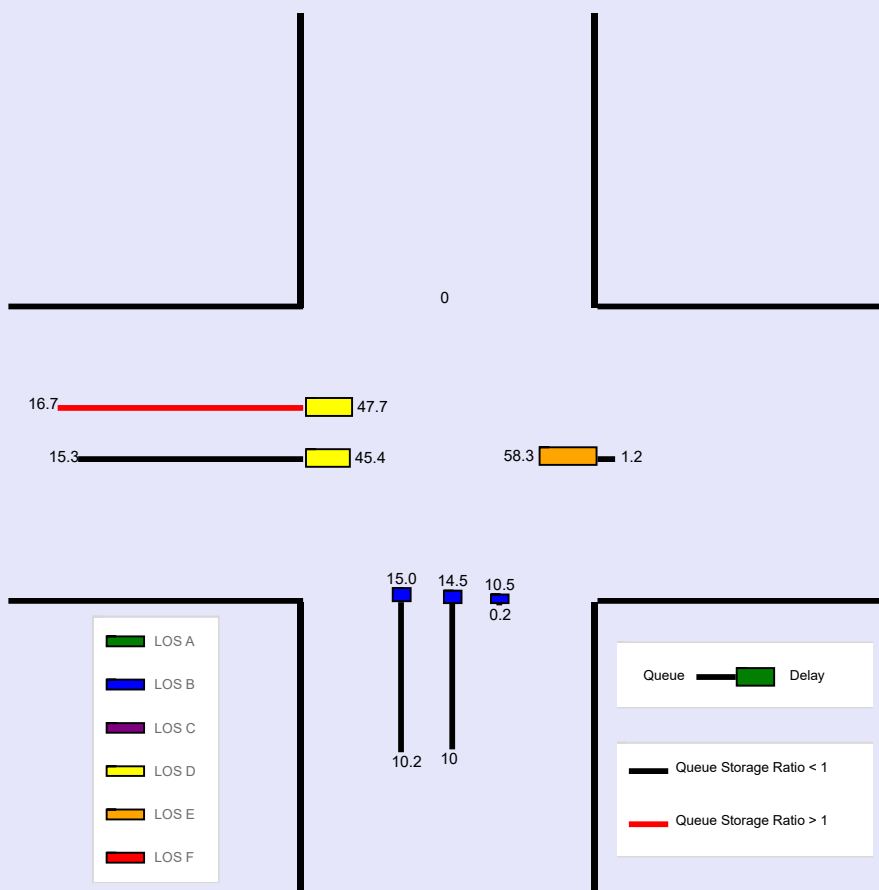 0
16.7
47.7
15.3
45.4
58.3
1.2
15.0
14.5
10.5
0.2
10.2
10
LOS A
LOS B
LOS C
LOS D
LOS E
LOS F
Queue
Delay
Queue Storage Ratio < 1
Queue Storage Ratio > 1